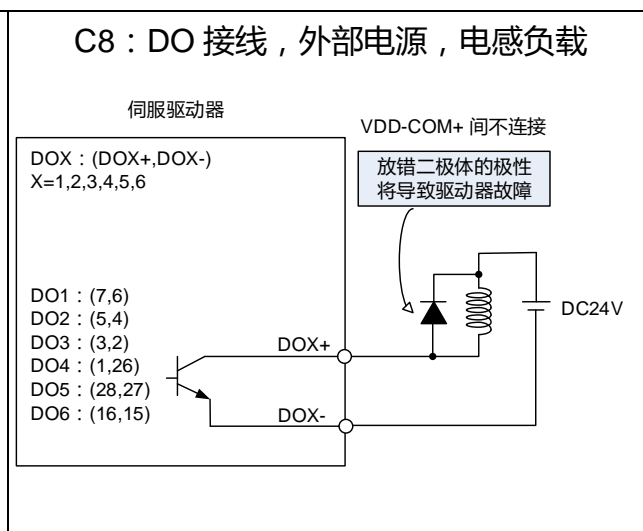 C8：DO 接线，外部电源，电感负载
伺服驱动器
VDD-COM+ 间不连接
DOX：(DOX+,DOX-)
X=1,2,3,4,5,6
放错二极体的极性
将导致驱动器故障
DO1：(7,6)
DO2：(5,4)
DO3：(3,2)
DO4：(1,26)
DO5：(28,27)
DO6：(16,15)
DOX+
DOX-
DC24V